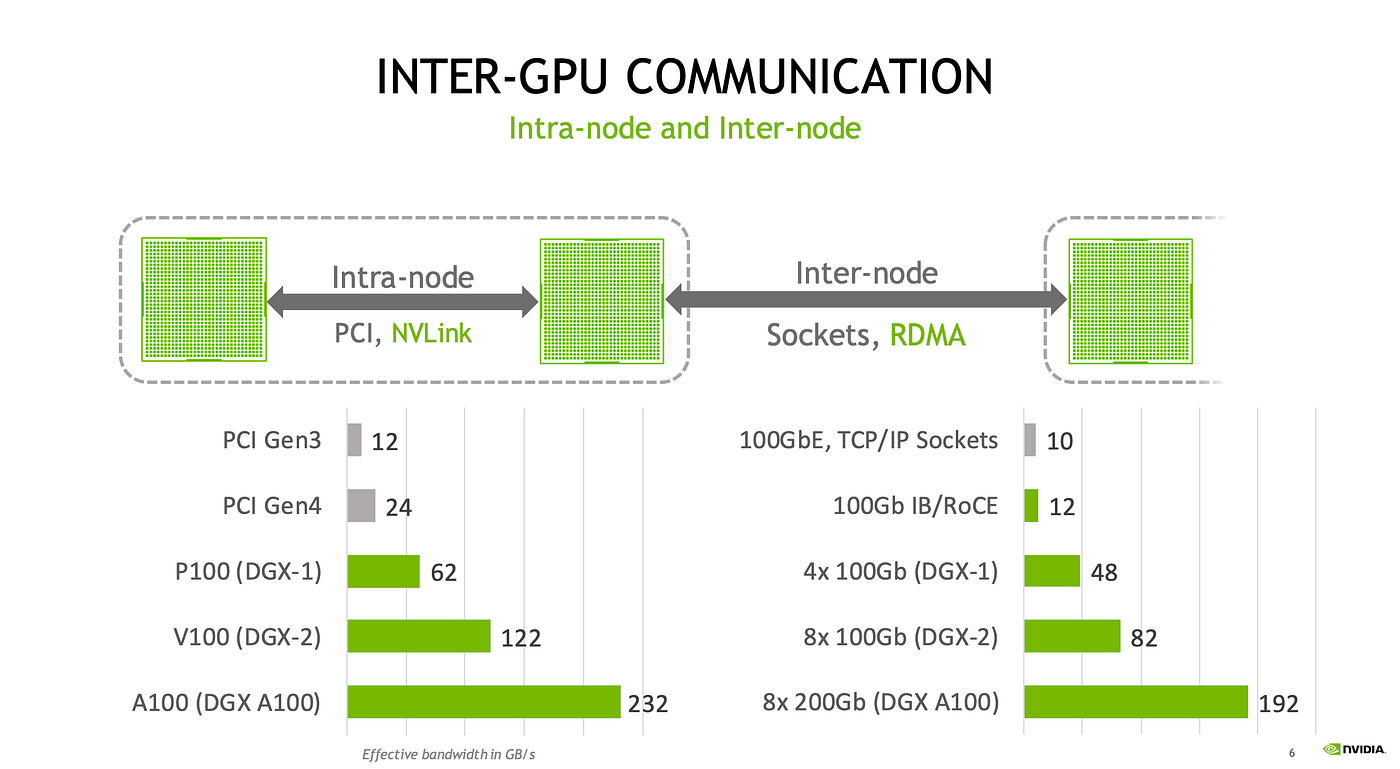 INTER-GPU COMMUNICATION
Intra-node and Inter-node
Intra-node
PCI, NVLink
Inter-node
Sockets, RDMA
PCI Gen3 12
PCI Gen4 24
P100 (DGX-1) 62
V100 (DGX-2) 122
A100 (DGX A100) 232
100GbE, TCP/IP Sockets 10
100Gb IB/RoCE 12
4x 100Gb (DGX-1) 48
8x 100Gb (DGX-2) 82
8x 200Gb (DGX A100) 192
Effective bandwidth in GB/s
6
NVIDIA.